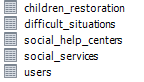 children_restoration
difficult_situations
social_help_centers
social_services
users